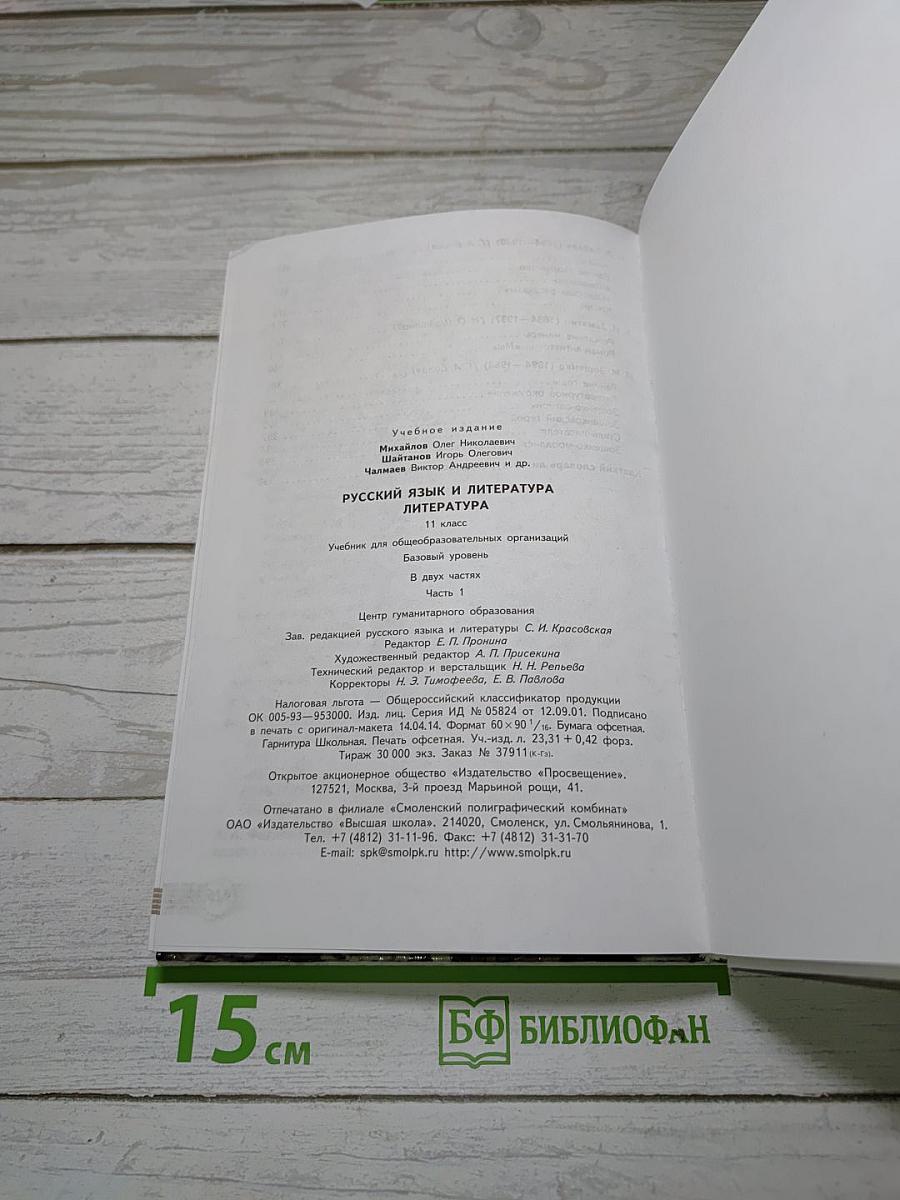 Учебное издание
Михайлов Олег Николаевич
Шайтанов Игорь Олегович
Чалмаев Виктор Андреевич и др.
РУССКИЙ ЯЗЫК И ЛИТЕРАТУРА
ЛИТЕРАТУРА
11 класс
Учебник для общеобразовательных организаций
Базовый уровень
В двух частях
Часть 1
Центр гуманитарного образования
Зав. редакцией русского языка и литературы С. И. Красовская
Редактор Е. П. Пронина
Художественный редактор А. П. Присекина
Технический редактор и верстальщик Н. Н. Репьева
Корректоры Н. Э. Тимофеева, Е. В. Павлова
Налоговая льгота — Общероссийский классификатор продукции
ОК 005-93—953000. Изд. лиц. Серия ИД № 05824 от 12.09.01. Подписано
в печать с оригинал-макета 14.04.14. Формат 60 × 90 1/16. Бумага офсетная.
Гарнитура Школьная. Печать офсетная. Уч.-изд. л. 23,31 + 0,42 форз.
Тираж 30 000 экз. Заказ № 37911 (к-гз).
Открытое акционерное общество «Издательство «Просвещение».
127521, Москва, 3-й проезд Марьиной рощи, 41.
Отпечатано в филиале «Смоленский полиграфический комбинат»
ОАО «Издательство «Высшая школа». 214020, Смоленск, ул. Смольянинова, 1.
Тел. +7 (4812) 31-11-96. Факс: +7 (4812) 31-31-70
E-mail: spk@smolpk.ru http://www.smolpk.ru
15 см
БФ БИБЛИОФАН